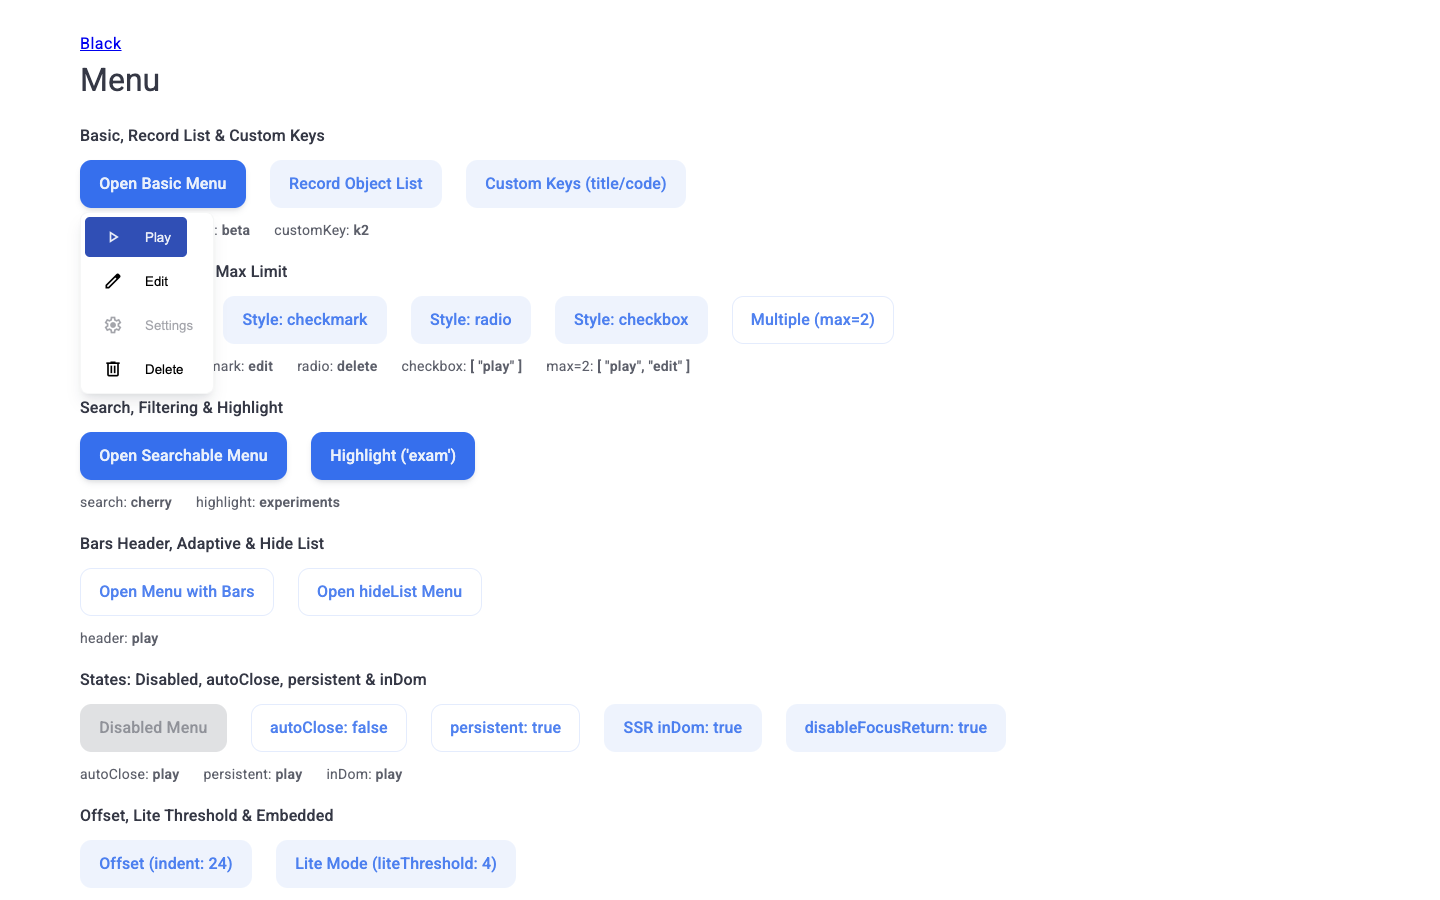 Black
Menu
Basic, Record List & Custom Keys
Open Basic Menu Record Object List Custom Keys (title/code)
: beta customKey: k2
Play
Edit
Settings
Delete
Max Limit
Style: checkmark Style: radio Style: checkbox Multiple (max=2)
edit radio: delete checkbox: [ "play" ] max=2: [ "play", "edit" ]
Search, Filtering & Highlight
Open Searchable Menu Highlight ('exam')
search: cherry highlight: experiments
Bars Header, Adaptive & Hide List
Open Menu with Bars Open hideList Menu
header: play
States: Disabled, autoClose, persistent & inDom
Disabled Menu autoClose: false persistent: true SSR inDom: true disableFocusReturn: true
autoClose: play persistent: play inDom: play
Offset, Lite Threshold & Embedded
Offset (indent: 24) Lite Mode (liteThreshold: 4)